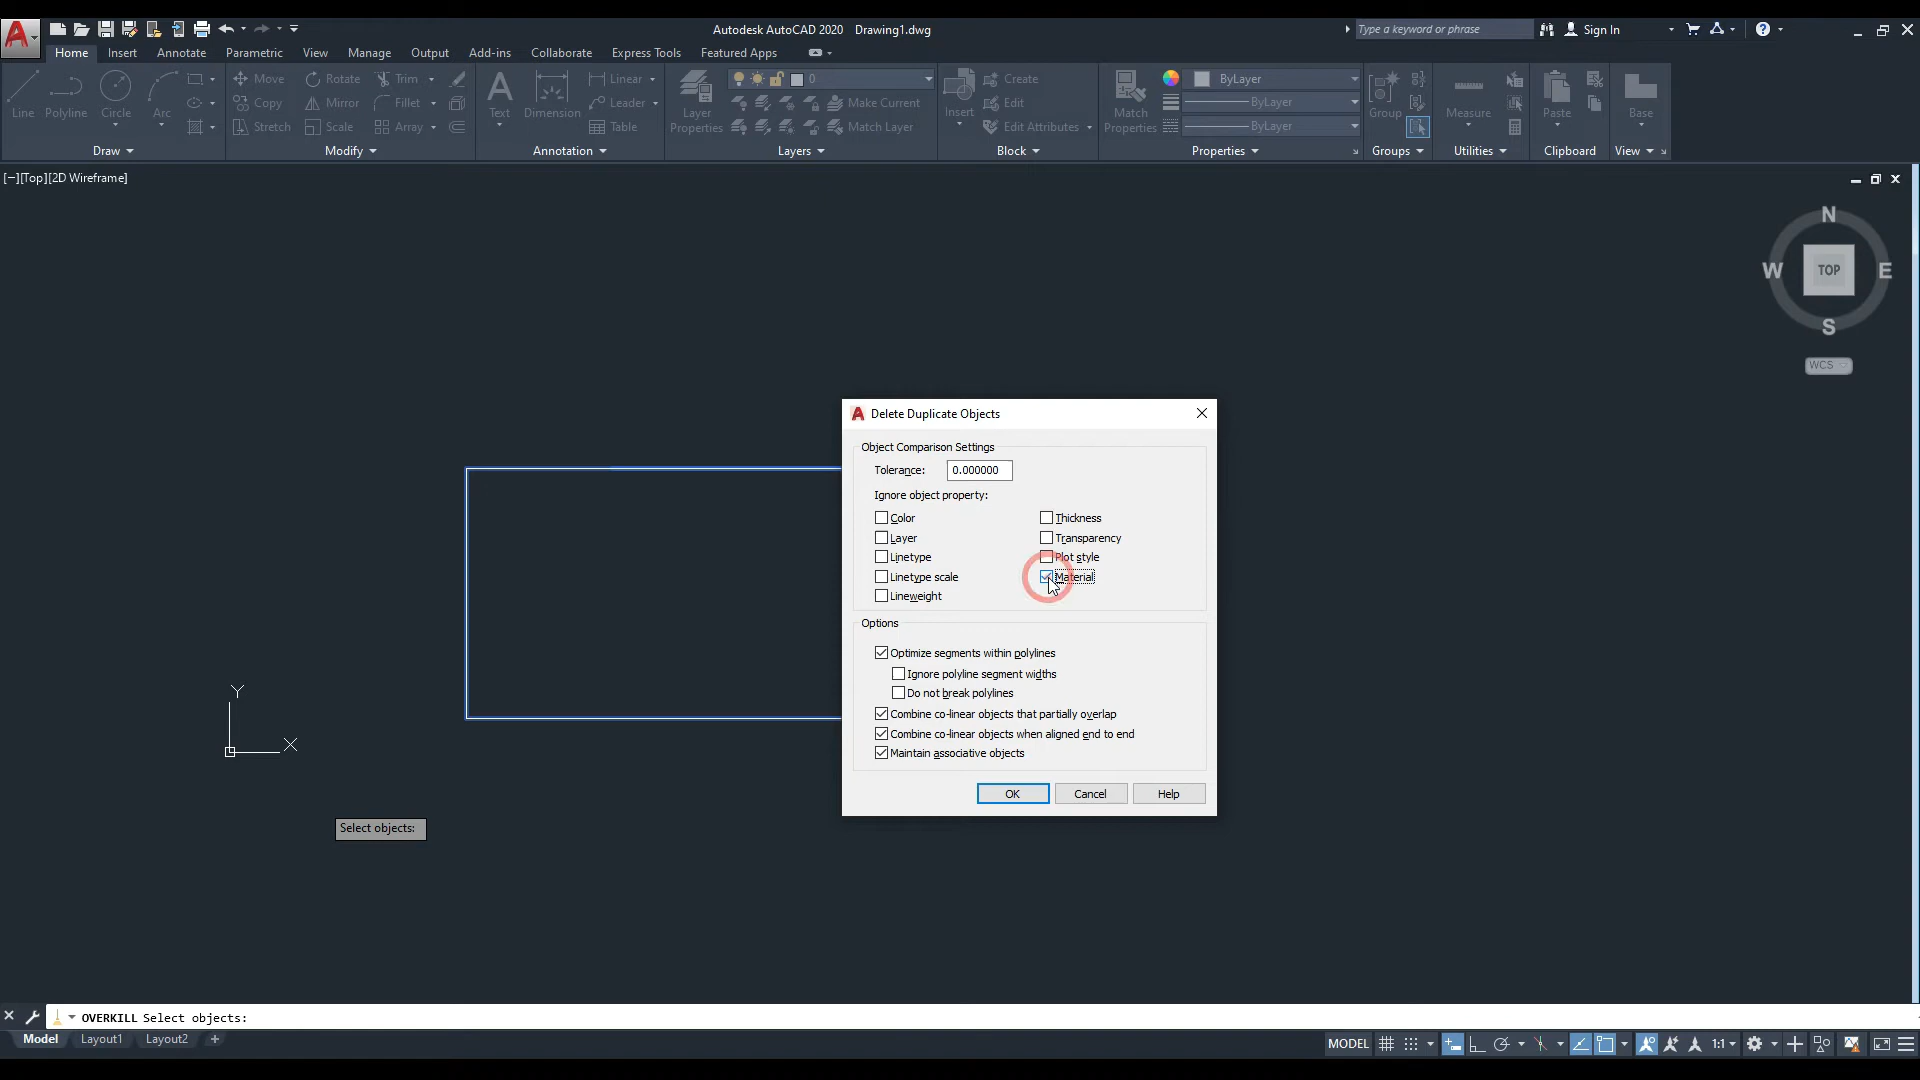 Autodesk AutoCAD 2020 Drawing1.dwg
Type a keyword or phrase
Sign In
Home Insert Annotate Parametric View Manage Output Add-ins Collaborate Express Tools Featured Apps
Line Polyline Circle Arc
Move Rotate Trim
Copy Mirror Fillet
Stretch Scale Array
Text Dimension
Linear
Leader
Table
Layer
Properties
0
Make Current
Match Layer
Insert
Create
Edit
Edit Attributes
Match
Properties
ByLayer
ByLayer
ByLayer
Group
Measure
Paste
Base
Draw Modify Annotation Layers Block Properties Groups Utilities Clipboard View
[−][Top][2D Wireframe]
N
W TOP E
S
WCS
Delete Duplicate Objects
Object Comparison Settings
Tolerance: 0.000000
Ignore object property:
Color Thickness
Layer Transparency
Linetype Plot style
Linetype scale Material
Lineweight
Options
Optimize segments within polylines
Ignore polyline segment widths
Do not break polylines
Combine co-linear objects that partially overlap
Combine co-linear objects when aligned end to end
Maintain associative objects
OK Cancel Help
Y
X
Select objects:
OVERKILL Select objects:
Model Layout1 Layout2 +
MODEL 1:1